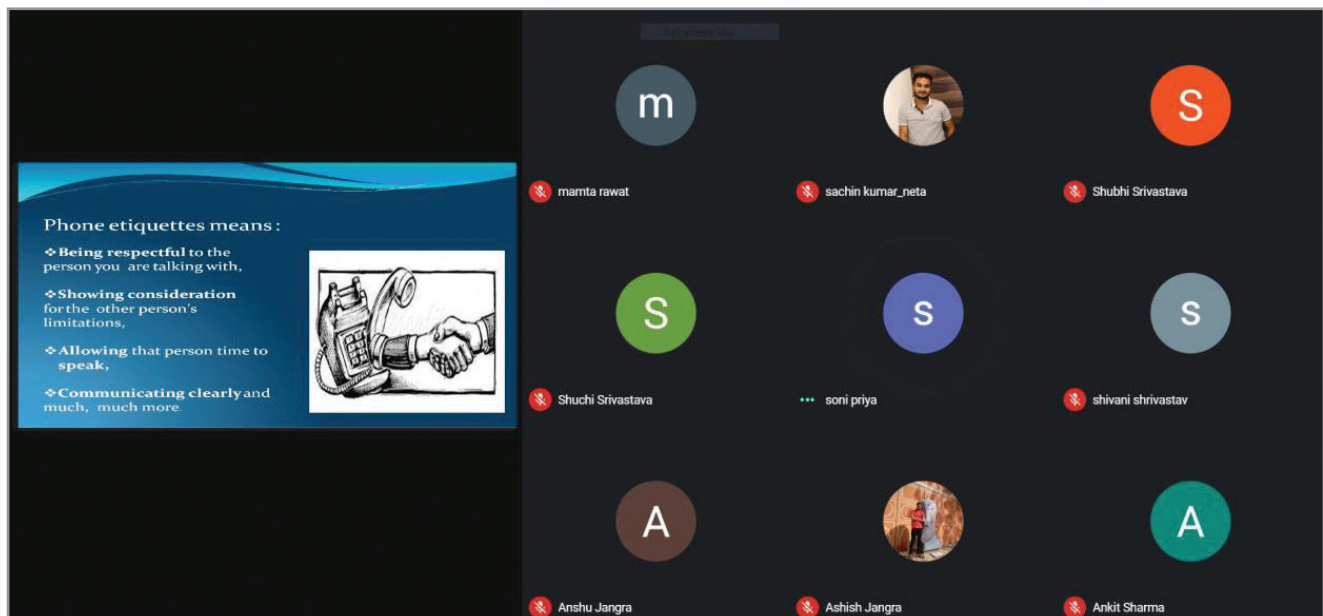 Phone etiquettes means :
❖Being respectful to the
person you are talking with,
❖Showing consideration
for the other person's
limitations,
❖Allowing that person time to
speak,
❖Communicating clearly and
much, much more
m
mamta rawat
sachin kumar_neta
S
Shubhi Srivastava
S
Shuchi Srivastava
s
soni priya
s
shivani shrivastav
A
Anshu Jangra
Ashish Jangra
A
Ankit Sharma